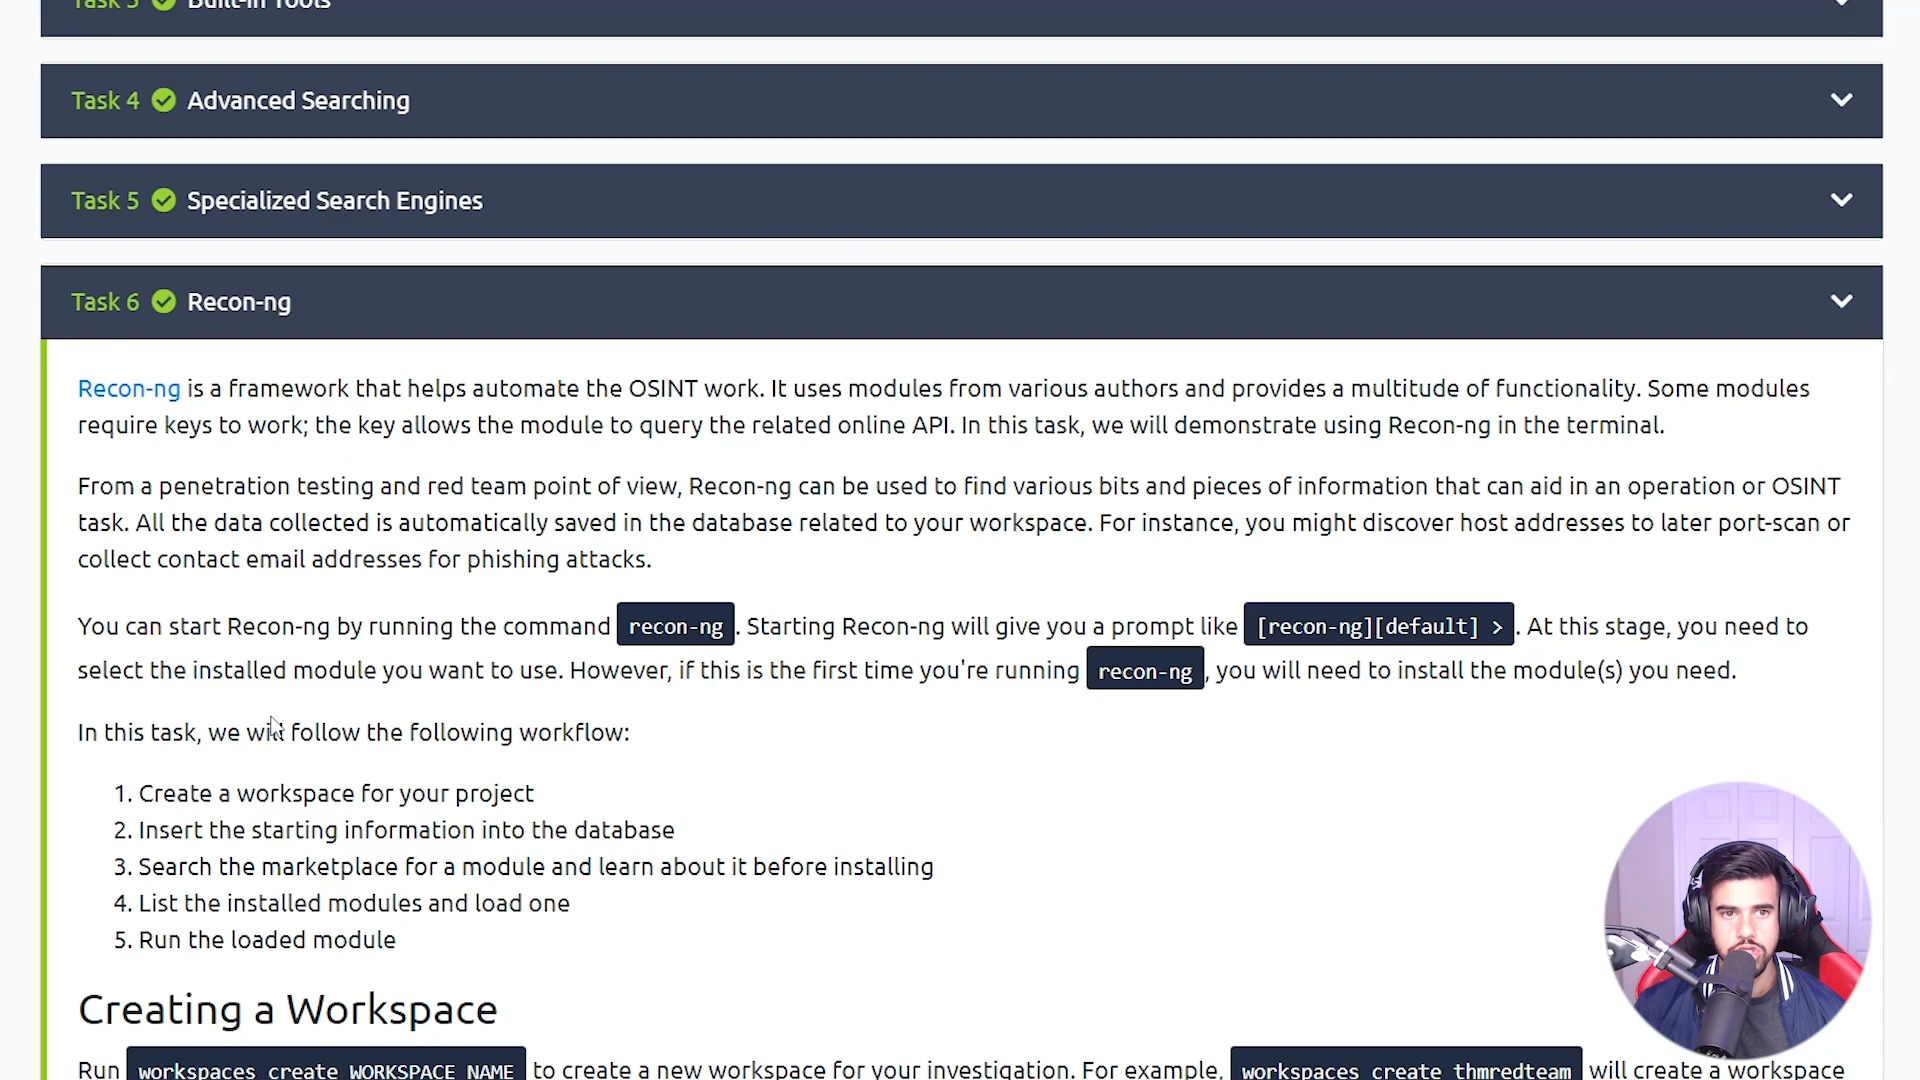 Task 3 Built-in Tools
Task 4 Advanced Searching
Task 5 Specialized Search Engines
Task 6 Recon-ng
Recon-ng is a framework that helps automate the OSINT work. It uses modules from various authors and provides a multitude of functionality. Some modules
require keys to work; the key allows the module to query the related online API. In this task, we will demonstrate using Recon-ng in the terminal.
From a penetration testing and red team point of view, Recon-ng can be used to find various bits and pieces of information that can aid in an operation or OSINT
task. All the data collected is automatically saved in the database related to your workspace. For instance, you might discover host addresses to later port-scan or
collect contact email addresses for phishing attacks.
You can start Recon-ng by running the command recon-ng. Starting Recon-ng will give you a prompt like [recon-ng][default] >. At this stage, you need to
select the installed module you want to use. However, if this is the first time you're running recon-ng, you will need to install the module(s) you need.
In this task, we will follow the following workflow:
1. Create a workspace for your project
2. Insert the starting information into the database
3. Search the marketplace for a module and learn about it before installing
4. List the installed modules and load one
5. Run the loaded module
Creating a Workspace
Run workspaces create WORKSPACE_NAME to create a new workspace for your investigation. For example, workspaces create thmredteam will create a workspace